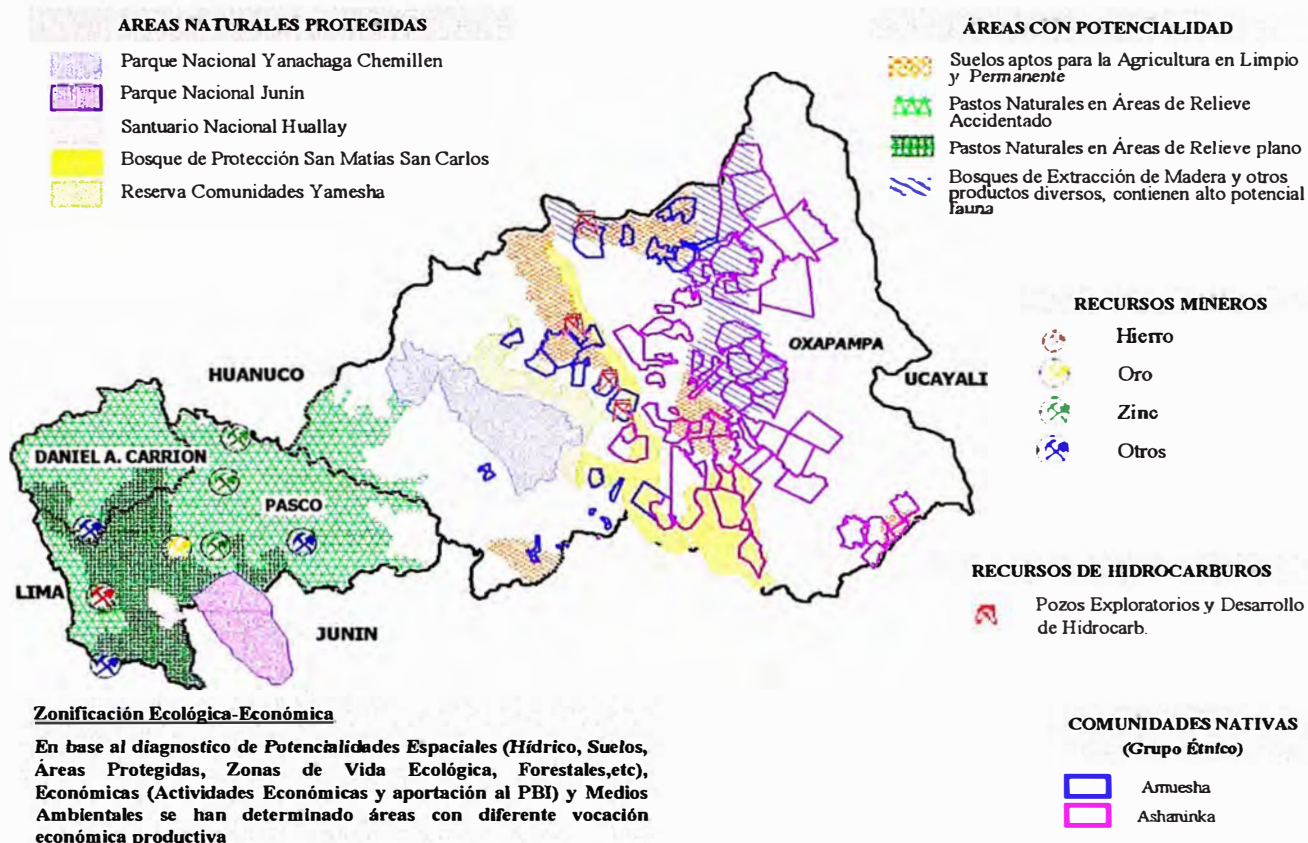 AREAS NATURALES PROTEGIDAS
Parque Nacional Yanachaga Chemillen
Parque Nacional Junín
Santuario Nacional Huallay
Bosque de Protección San Matías San Carlos
Reserva Comunidades Yamesha
ÁREAS CON POTENCIALIDAD
Suelos aptos para la Agricultura en Limpio
y Permanente
Pastos Naturales en Áreas de Relieve
Accidentado
Pastos Naturales en Áreas de Relieve plano
Bosques de Extracción de Madera y otros
productos diversos, contienen alto potencial
fauna
RECURSOS MINEROS
Hierro
Oro
Zinc
Otros
HUANUCO
OXAPAMPA
UCAYALI
DANIEL A. CARRION
PASCO
LIMA
JUNIN
RECURSOS DE HIDROCARBUROS
Pozos Exploratorios y Desarrollo
de Hidrocarb.
Zonificación Ecológica-Económica
En base al diagnostico de Potencialidades Espaciales (Hídrico, Suelos,
Áreas Protegidas, Zonas de Vida Ecológica, Forestales,etc),
Económicas (Actividades Económicas y aportación al PBI) y Medios
Ambientales se han determinado áreas con diferente vocación
económica productiva
COMUNIDADES NATIVAS
(Grupo Étnico)
Amuesha
Ashaninka